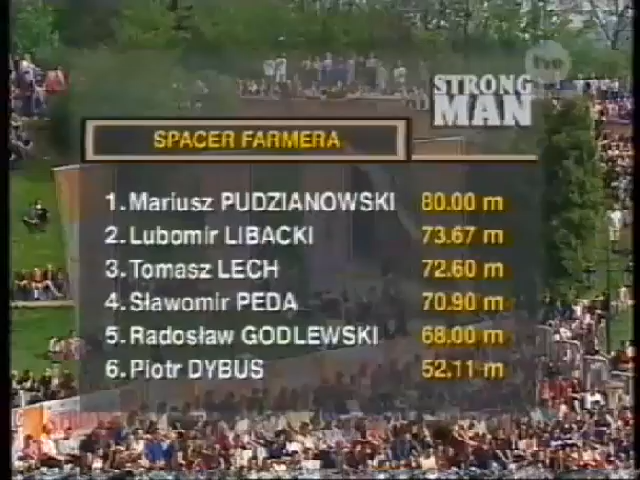 tvn
STRONG
MAN
SPACER FARMERA
1. Mariusz PUDZIANOWSKI 80.00 m
2. Lubomir LIBACKI 73.67 m
3. Tomasz LECH 72.60 m
4. Sławomir PEDA 70.90 m
5. Radosław GODLEWSKI 68.00 m
6. Piotr DYBUS 52.11 m